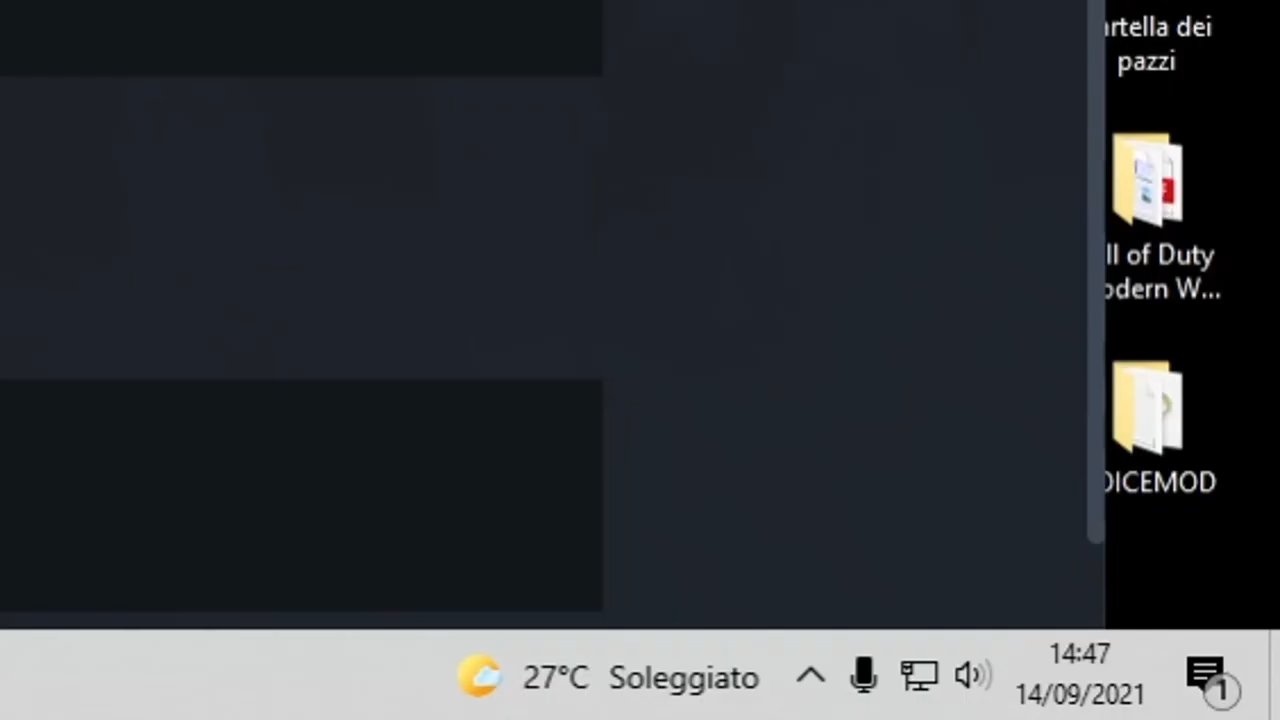 rtella dei
pazzi
ll of Duty
odern W...
DICEMOD
27°C Soleggiato
14:47
14/09/2021
1